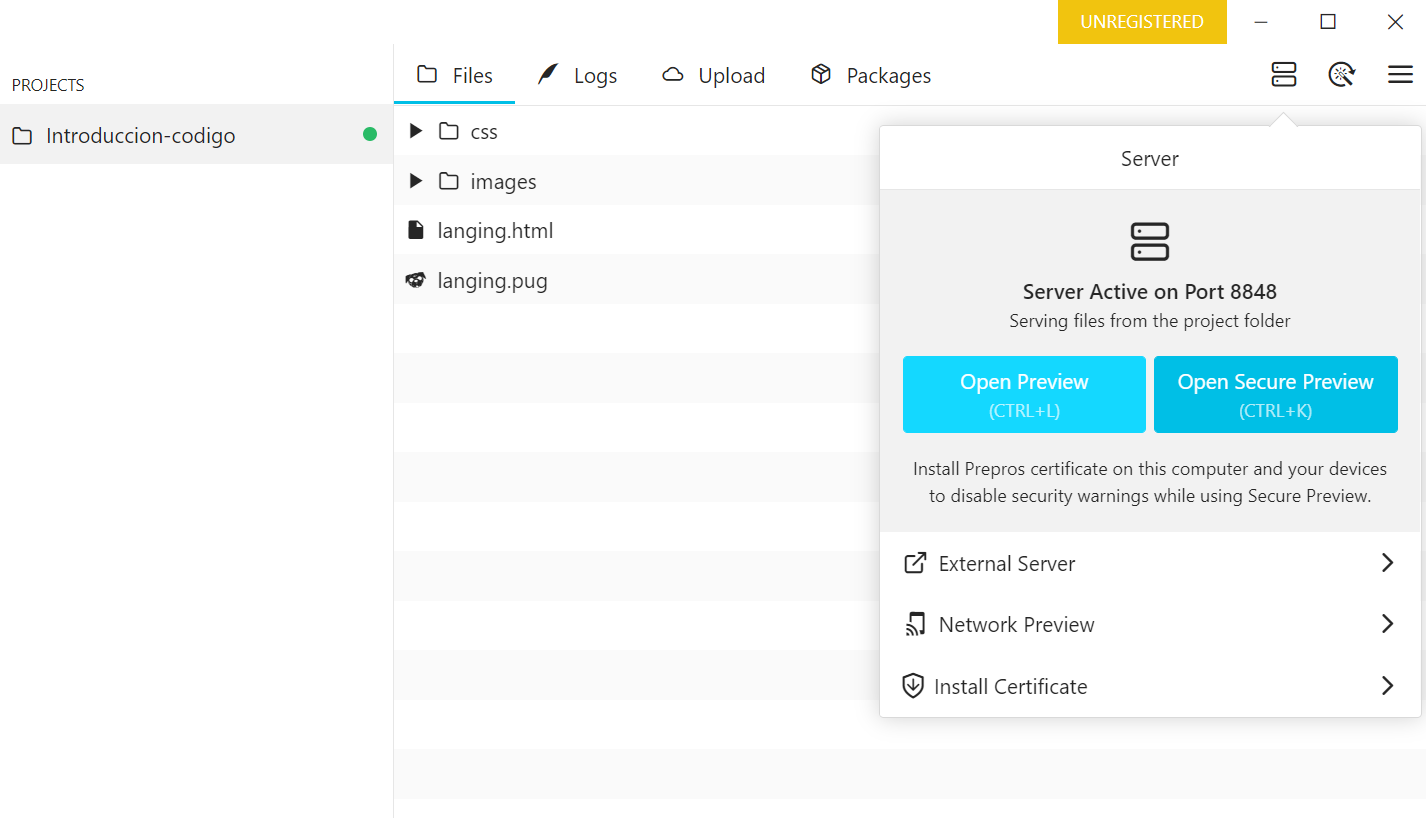 UNREGISTERED
PROJECTS
Introduccion-codigo
Files
Logs
Upload
Packages
css
images
langing.html
langing.pug
Server
Server Active on Port 8848
Serving files from the project folder
Open Preview
(CTRL+L)
Open Secure Preview
(CTRL+K)
Install Prepros certificate on this computer and your devices
to disable security warnings while using Secure Preview.
External Server
Network Preview
Install Certificate